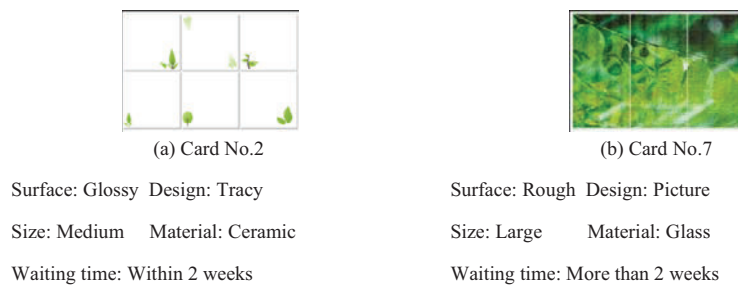 (a) Card No.2
(b) Card No.7
Surface: Glossy Design: Tracy
Surface: Rough Design: Picture
Size: Medium Material: Ceramic
Size: Large Material: Glass
Waiting time: Within 2 weeks
Waiting time: More than 2 weeks